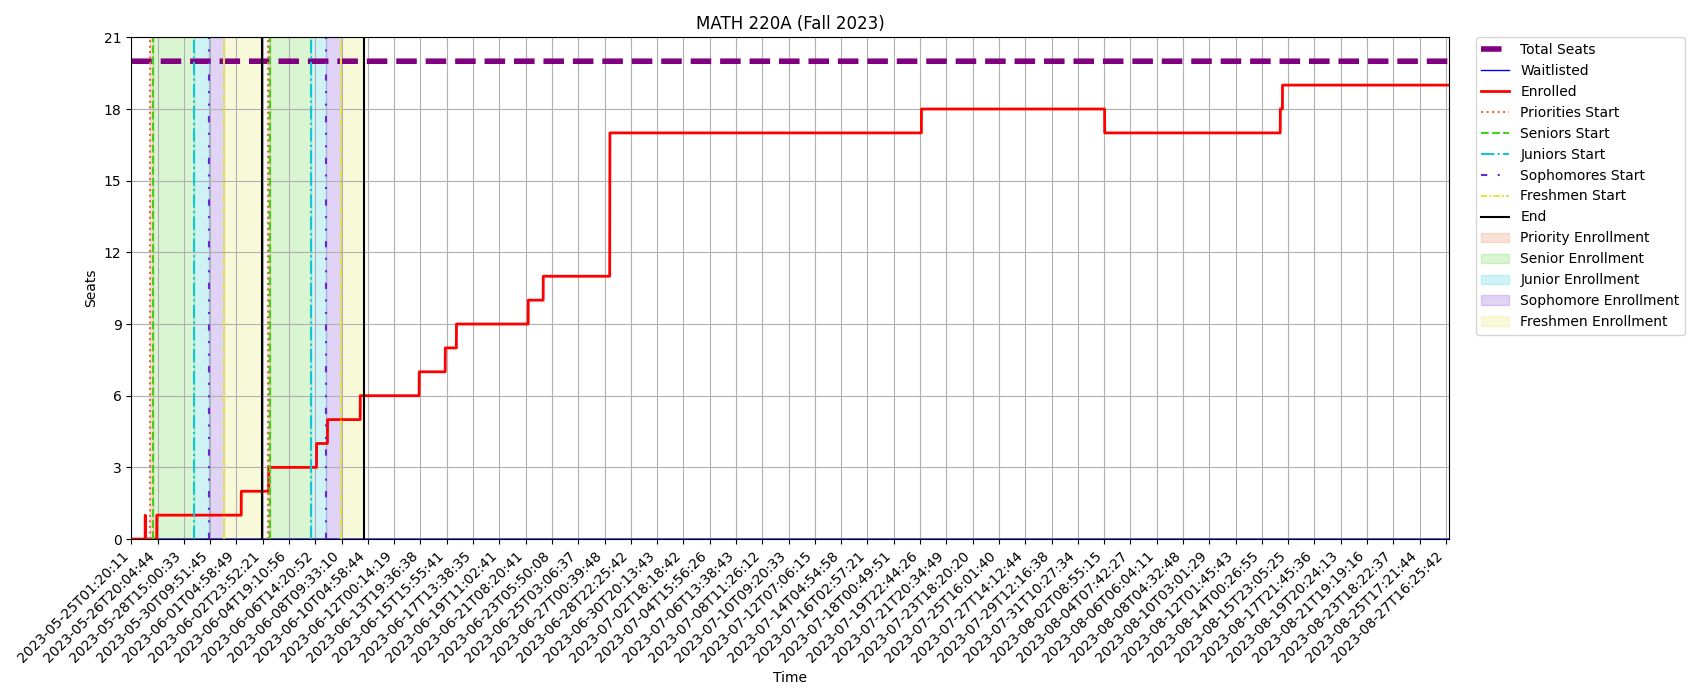 MATH 220A (Fall 2023)
21
18
15
12
9
6
3
0
Seats
2023-05-25T01:20:11
2023-05-26T20:04:44
2023-05-28T15:00:33
2023-05-30T09:51:45
2023-06-01T04:58:49
2023-06-02T23:52:21
2023-06-04T19:10:56
2023-06-06T14:20:52
2023-06-08T09:33:10
2023-06-10T04:58:44
2023-06-12T00:14:19
2023-06-13T19:36:38
2023-06-15T15:55:41
2023-06-17T13:38:35
2023-06-19T11:02:41
2023-06-21T08:20:41
2023-06-23T05:50:08
2023-06-25T03:06:37
2023-06-27T00:39:48
2023-06-28T22:25:42
2023-06-30T20:13:43
2023-07-02T18:18:42
2023-07-04T15:56:26
2023-07-06T13:38:43
2023-07-08T11:26:12
2023-07-10T09:20:33
2023-07-12T07:06:15
2023-07-14T04:54:58
2023-07-16T02:57:21
2023-07-18T00:49:51
2023-07-19T22:44:26
2023-07-21T20:34:49
2023-07-23T18:20:20
2023-07-25T16:01:40
2023-07-27T14:12:44
2023-07-29T12:16:38
2023-07-31T10:27:34
2023-08-02T08:55:15
2023-08-04T07:42:27
2023-08-06T06:04:11
2023-08-08T04:32:48
2023-08-10T03:01:29
2023-08-12T01:45:43
2023-08-14T00:26:55
2023-08-15T23:05:25
2023-08-17T21:45:36
2023-08-19T20:24:13
2023-08-21T19:19:16
2023-08-23T18:22:37
2023-08-25T17:21:44
2023-08-27T16:25:42
Time
Total Seats
Waitlisted
Enrolled
Priorities Start
Seniors Start
Juniors Start
Sophomores Start
Freshmen Start
End
Priority Enrollment
Senior Enrollment
Junior Enrollment
Sophomore Enrollment
Freshmen Enrollment